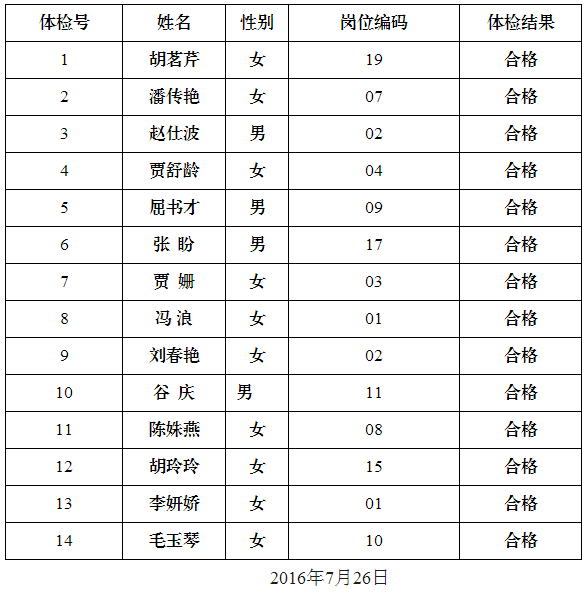 体检号 姓名 性别 岗位编码 体检结果
1 胡茗芹 女 19 合格
2 潘传艳 女 07 合格
3 赵仕波 男 02 合格
4 贾舒龄 女 04 合格
5 屈书才 男 09 合格
6 张 盼 男 17 合格
7 贾 姗 女 03 合格
8 冯 浪 女 01 合格
9 刘春艳 女 02 合格
10 谷 庆 男 11 合格
11 陈姝燕 女 08 合格
12 胡玲玲 女 15 合格
13 李妍娇 女 01 合格
14 毛玉琴 女 10 合格
2016年7月26日